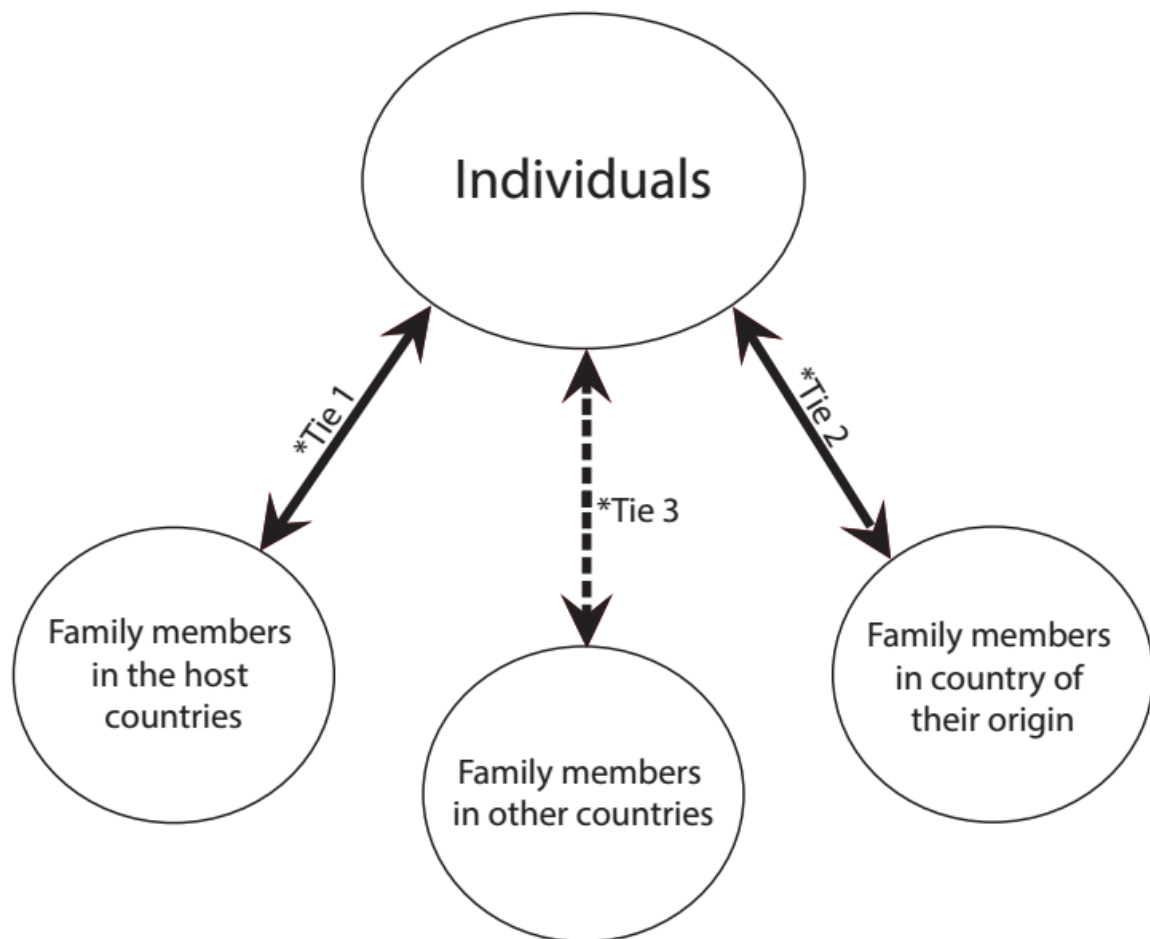 Individuals
*Tie 1
*Tie 2
*Tie 3
Family members
in the host
countries
Family members
in other countries
Family members
in country of
their origin